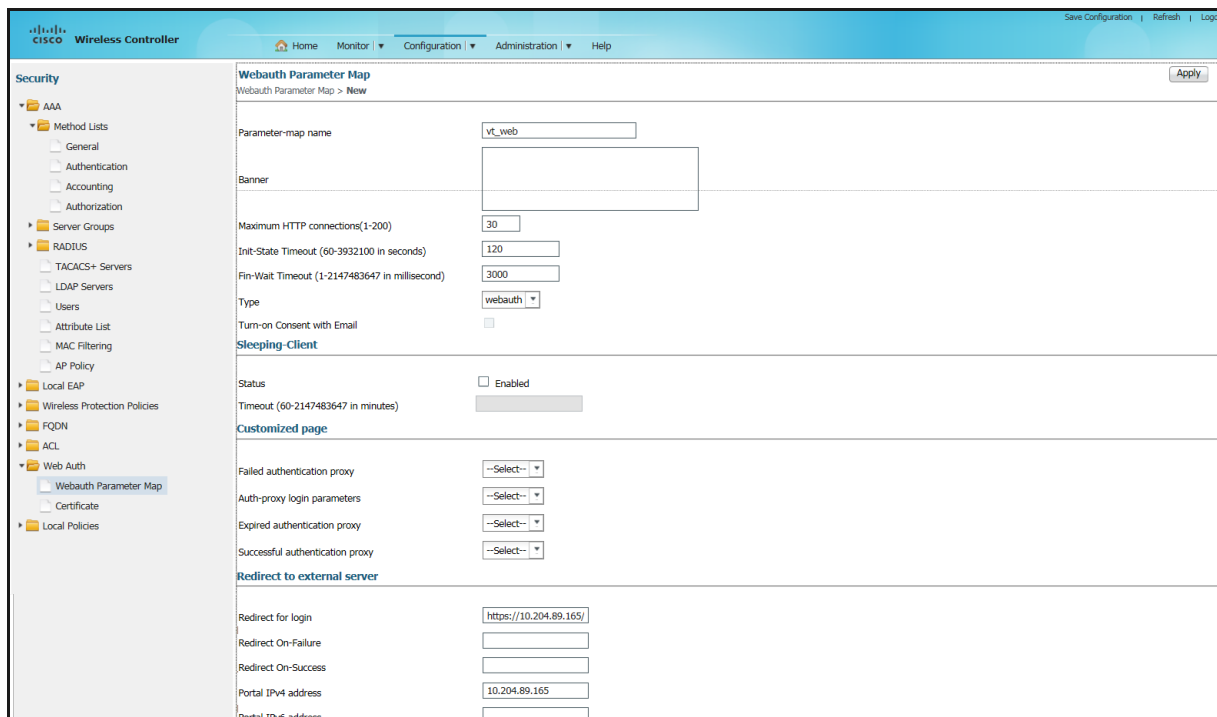 Save Configuration | Refresh | Logo
CISCO Wireless Controller
Home Monitor Configuration Administration Help
Security
AAA
Method Lists
General
Authentication
Accounting
Authorization
Server Groups
RADIUS
TACACS+ Servers
LDAP Servers
Users
Attribute List
MAC Filtering
AP Policy
Local EAP
Wireless Protection Policies
FQDN
ACL
Web Auth
Webauth Parameter Map
Certificate
Local Policies
Webauth Parameter Map
Apply
Webauth Parameter Map > New
Parameter-map name vt_web
Banner
Maximum HTTP connections(1-200) 30
Init-State Timeout (60-3932100 in seconds) 120
Fin-Wait Timeout (1-2147483647 in millisecond) 3000
Type webauth
Turn-on Consent with Email
Sleeping-Client
Status Enabled
Timeout (60-2147483647 in minutes)
Customized page
Failed authentication proxy --Select--
Auth-proxy login parameters --Select--
Expired authentication proxy --Select--
Successful authentication proxy --Select--
Redirect to external server
Redirect for login https://10.204.89.165/
Redirect On-Failure
Redirect On-Success
Portal IPv4 address 10.204.89.165
Portal IPv6 address